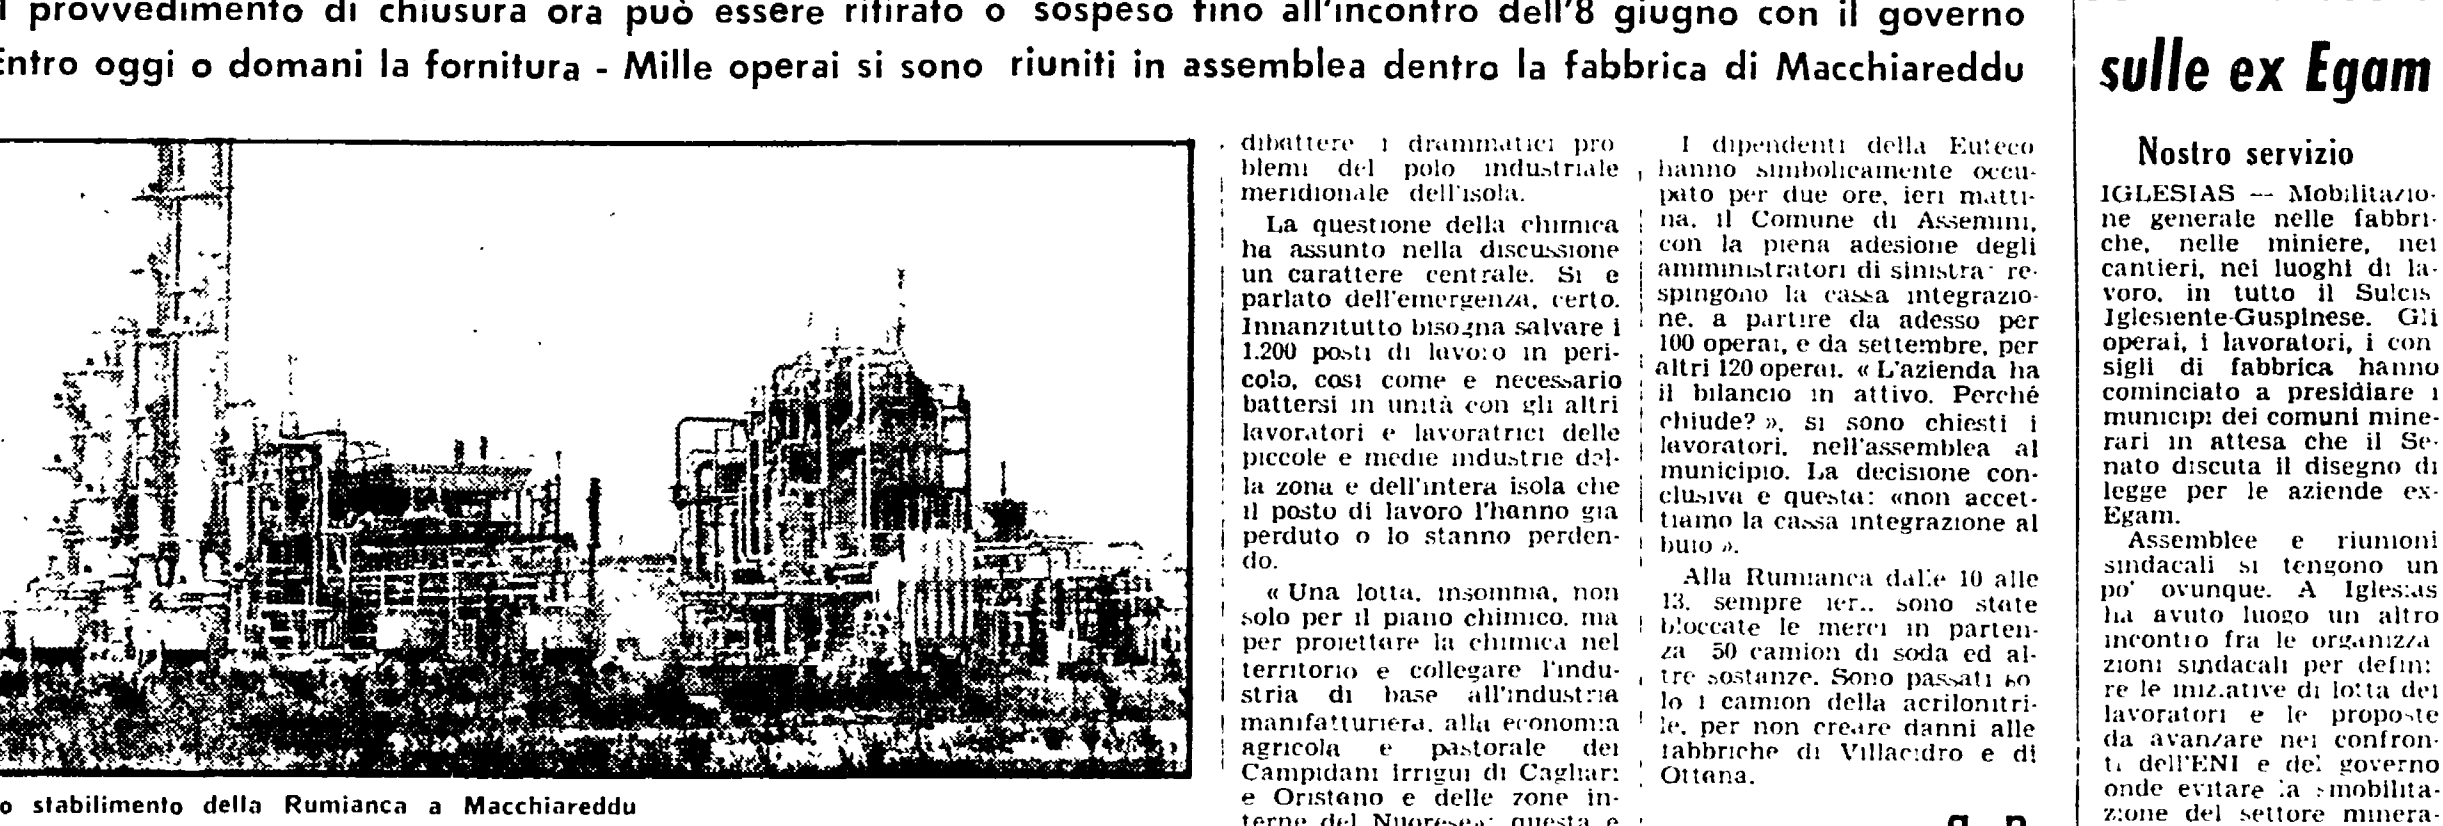 provvedimento di chiusura ora può essere ritirato o sospeso fino all'incontro dell'8 giugno con il governo
Entro oggi o domani la fornitura - Mille operai si sono riuniti in assemblea dentro la fabbrica di Macchiareddu
o stabilimento della Rumianca a Macchiareddu
dibattere i drammatici pro
blemi del polo industriale
meridionale dell'isola.
La questione della chimica
ha assunto nella discussione
un carattere centrale. Si e
parlato dell'emergenza, certo.
Innanzitutto bisogna salvare i
1.200 posti di lavoro in peri-
colo, così come e necessario
battersi in unità con gli altri
lavoratori e lavoratrici delle
piccole e medie industrie del-
la zona e dell'intera isola che
il posto di lavoro l'hanno già
perduto o lo stanno perden-
do.
« Una lotta, insomma, non
solo per il piano chimico, ma
per proiettare la chimica nel
territorio e collegare l'indu-
stria di base all'industria
manifatturiera, alla economia
agricola e pastorale dei
Campidani irrigui di Cagliari
e Oristano e delle zone in-
terne del Nuorese; questa e
I dipendenti della Euteco
hanno simbolicamente occu-
pato per due ore, ieri matti-
na, il Comune di Assemini,
con la piena adesione degli
amministratori di sinistra: re-
spingono la cassa integrazio-
ne, a partire da adesso per
100 operai, e da settembre, per
altri 120 operai. « L'azienda ha
il bilancio in attivo. Perché
chiude? », si sono chiesti i
lavoratori, nell'assemblea al
municipio. La decisione con-
clusiva e questa: «non accet-
tiamo la cassa integrazione al
buio ».
Alla Rumianca dalle 10 alle
13, sempre ieri, sono state
bloccate le merci in parten-
za 50 camion di soda ed al-
tre sostanze. Sono passati so
lo i camion della acrilonitri-
le, per non creare danni alle
fabbriche di Villacidro e di
Ottana.
g. p.
sulle ex Egam
Nostro servizio
IGLESIAS — Mobilitazio-
ne generale nelle fabbri-
che, nelle miniere, nei
cantieri, nei luoghi di la-
voro, in tutto il Sulcis
Iglesiente-Guspinese. Gli
operai, i lavoratori, i con
sigli di fabbrica hanno
cominciato a presidiare i
municipi dei comuni mine-
rari in attesa che il Se-
nato discuta il disegno di
legge per le aziende ex-
Egam.
Assemblee e riunioni
sindacali si tengono un
po' ovunque. A Iglesias
ha avuto luogo un altro
incontro fra le organizza
zioni sindacali per defini
re le iniziative di lotta dei
lavoratori e le proposte
da avanzare nei confron-
ti dell'ENI e del governo
onde evitare la smobilita-
zione del settore minera-